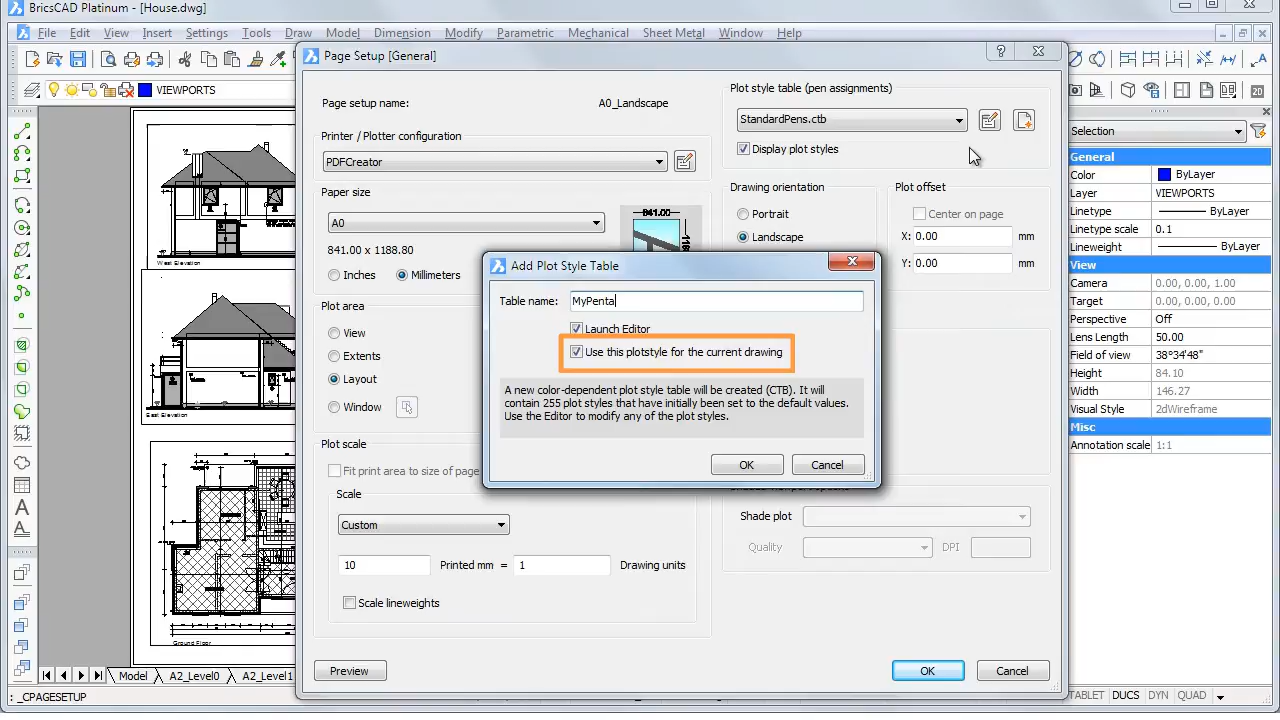 BricsCAD Platinum - [House.dwg]
File Edit View Insert Settings Tools Draw Model Dimension Modify Parametric Mechanical Sheet Metal Window Help
VIEWPORTS
Page Setup [General]
Page setup name: A0_Landscape
Printer / Plotter configuration
PDFCreator
Paper size
A0
841.00 x 1188.80
841.00
Inches Millimeters
Plot area
View
Extents
Layout
Window
Plot scale
Fit print area to size of page
Scale
Custom
10 Printed mm = 1 Drawing units
Scale lineweights
Preview
Plot style table (pen assignments)
StandardPens.ctb
Display plot styles
Drawing orientation
Portrait
Landscape
Plot offset
Center on page
X: 0.00 mm
Y: 0.00 mm
Add Plot Style Table
Table name: MyPenta
Launch Editor
Use this plotstyle for the current drawing
A new color-dependent plot style table will be created (CTB). It will
contain 255 plot styles that have initially been set to the default values.
Use the Editor to modify any of the plot styles.
OK Cancel
Shade plot
Quality DPI
OK Cancel
Selection
General
Color ByLayer
Layer VIEWPORTS
Linetype ByLayer
Linetype scale 0.1
Lineweight ByLayer
View
Camera 0.00, 0.00, 1.00
Target 0.00, 0.00, 0.00
Perspective Off
Lens Length 50.00
Field of view 38°34'48"
Height 84.10
Width 146.27
Visual Style 2dWireframe
Misc
Annotation scale 1:1
West Elevation
East Elevation
Ground Floor
Model A2_Level0 A2_Level1
: _CPAGESETUP
TABLET DUCS DYN QUAD